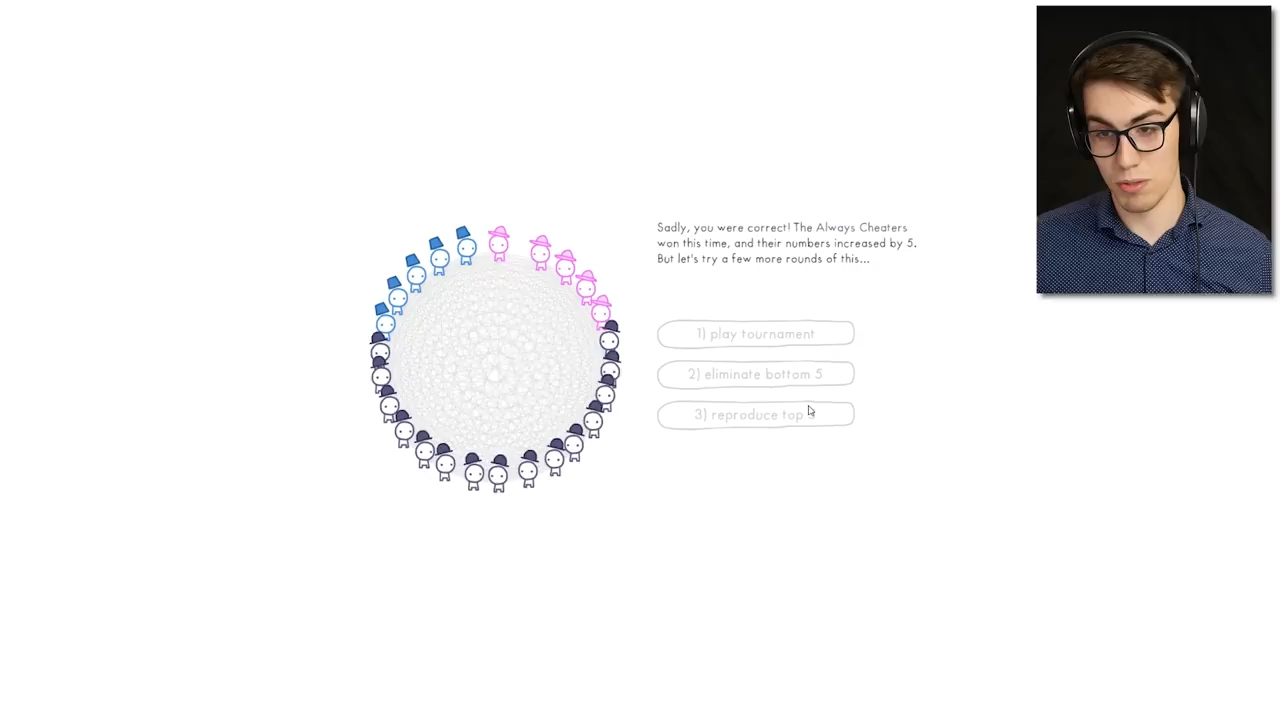 Sadly, you were correct! The Always Cheaters
won this time, and their numbers increased by 5.
But let's try a few more rounds of this...
1) play tournament
2) eliminate bottom 5
3) reproduce top 5